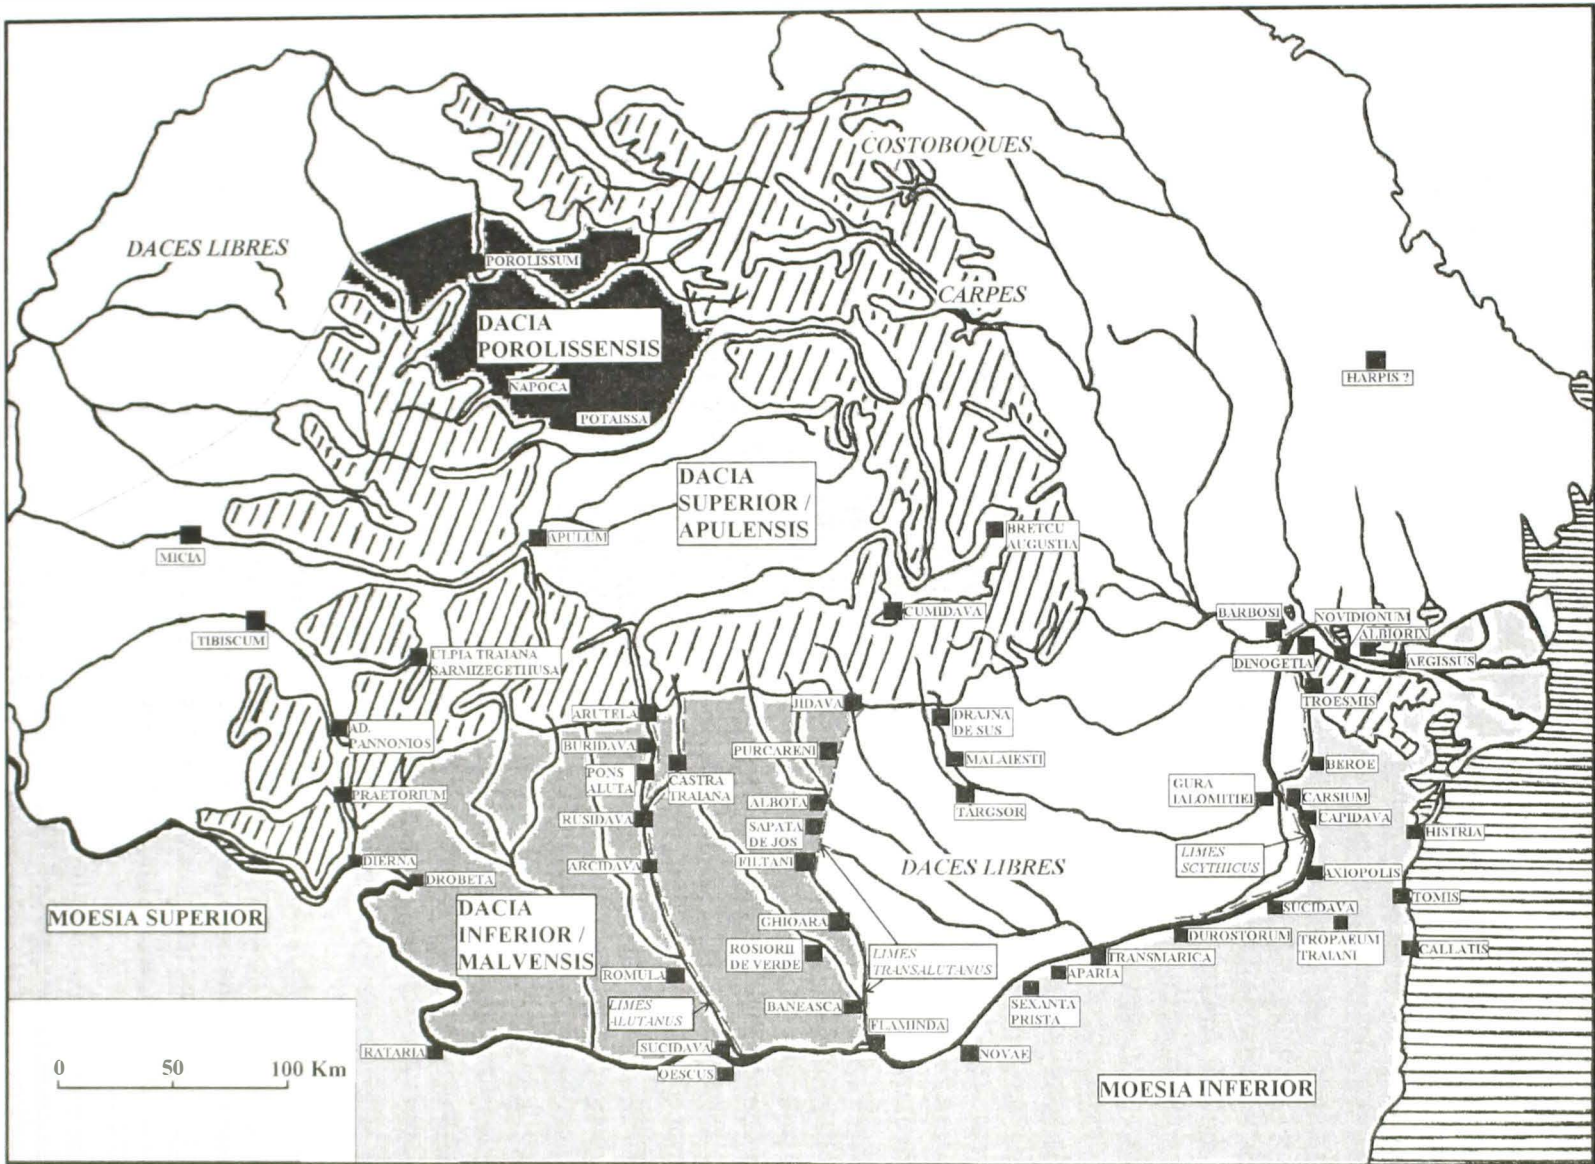 COSTOBOQUES
DACES LIBRES
POROLISSUM
CARPES
DACIA
POROLISSENSIS
HARPIS ?
NAPOCA
POTAISSA
DACIA
SUPERIOR /
APULENSIS
BRETCU
AUGUSTIA
MICIA
APULUM
CUMIDAVA
BARBOSI
NOVIDIONUM
ALBIORIX
TIBISCUM
ULPIA TRAIANA
SARMIZEGETHUSA
DINOGETIA
AEGISSUS
TROESMIS
ARUTELA
JIDAVA
DRAJNA
DE SUS
AD.
PANNONIOS
BURIDAVA
PURCARENI
MALAIESTI
BEROE
PONS
ALUTA
CASTRA
TRAIANA
PRAETORIUM
ALBOTA
TARGSOR
GURA
IALOMITIEI
CARSIUM
RUSIDAVA
SAPATA
DE JOS
CAPIDAVA
HISTRIA
DIERNA
ARCIDAVA
FILTANI
DACES LIBRES
LIMES
SCYTHICUS
AXIOPOLIS
DROBETA
TOMIS
MOESIA SUPERIOR
DACIA
INFERIOR /
MALVENSIS
GHIOARA
SUCIDAVA
DUROSTORUM
TROPAEUM
TRAIANI
CALLATIS
ROSIORII
DE VERDE
LIMES
TRANSALUTANUS
TRANSMARICA
ROMULA
APARIA
LIMES
ALUTANUS
BANEASCA
SEXANTA
PRISTA
FLAMINDA
RATARIA
SUCIDAVA
NOVAE
OESCUS
0 50 100 Km
MOESIA INFERIOR